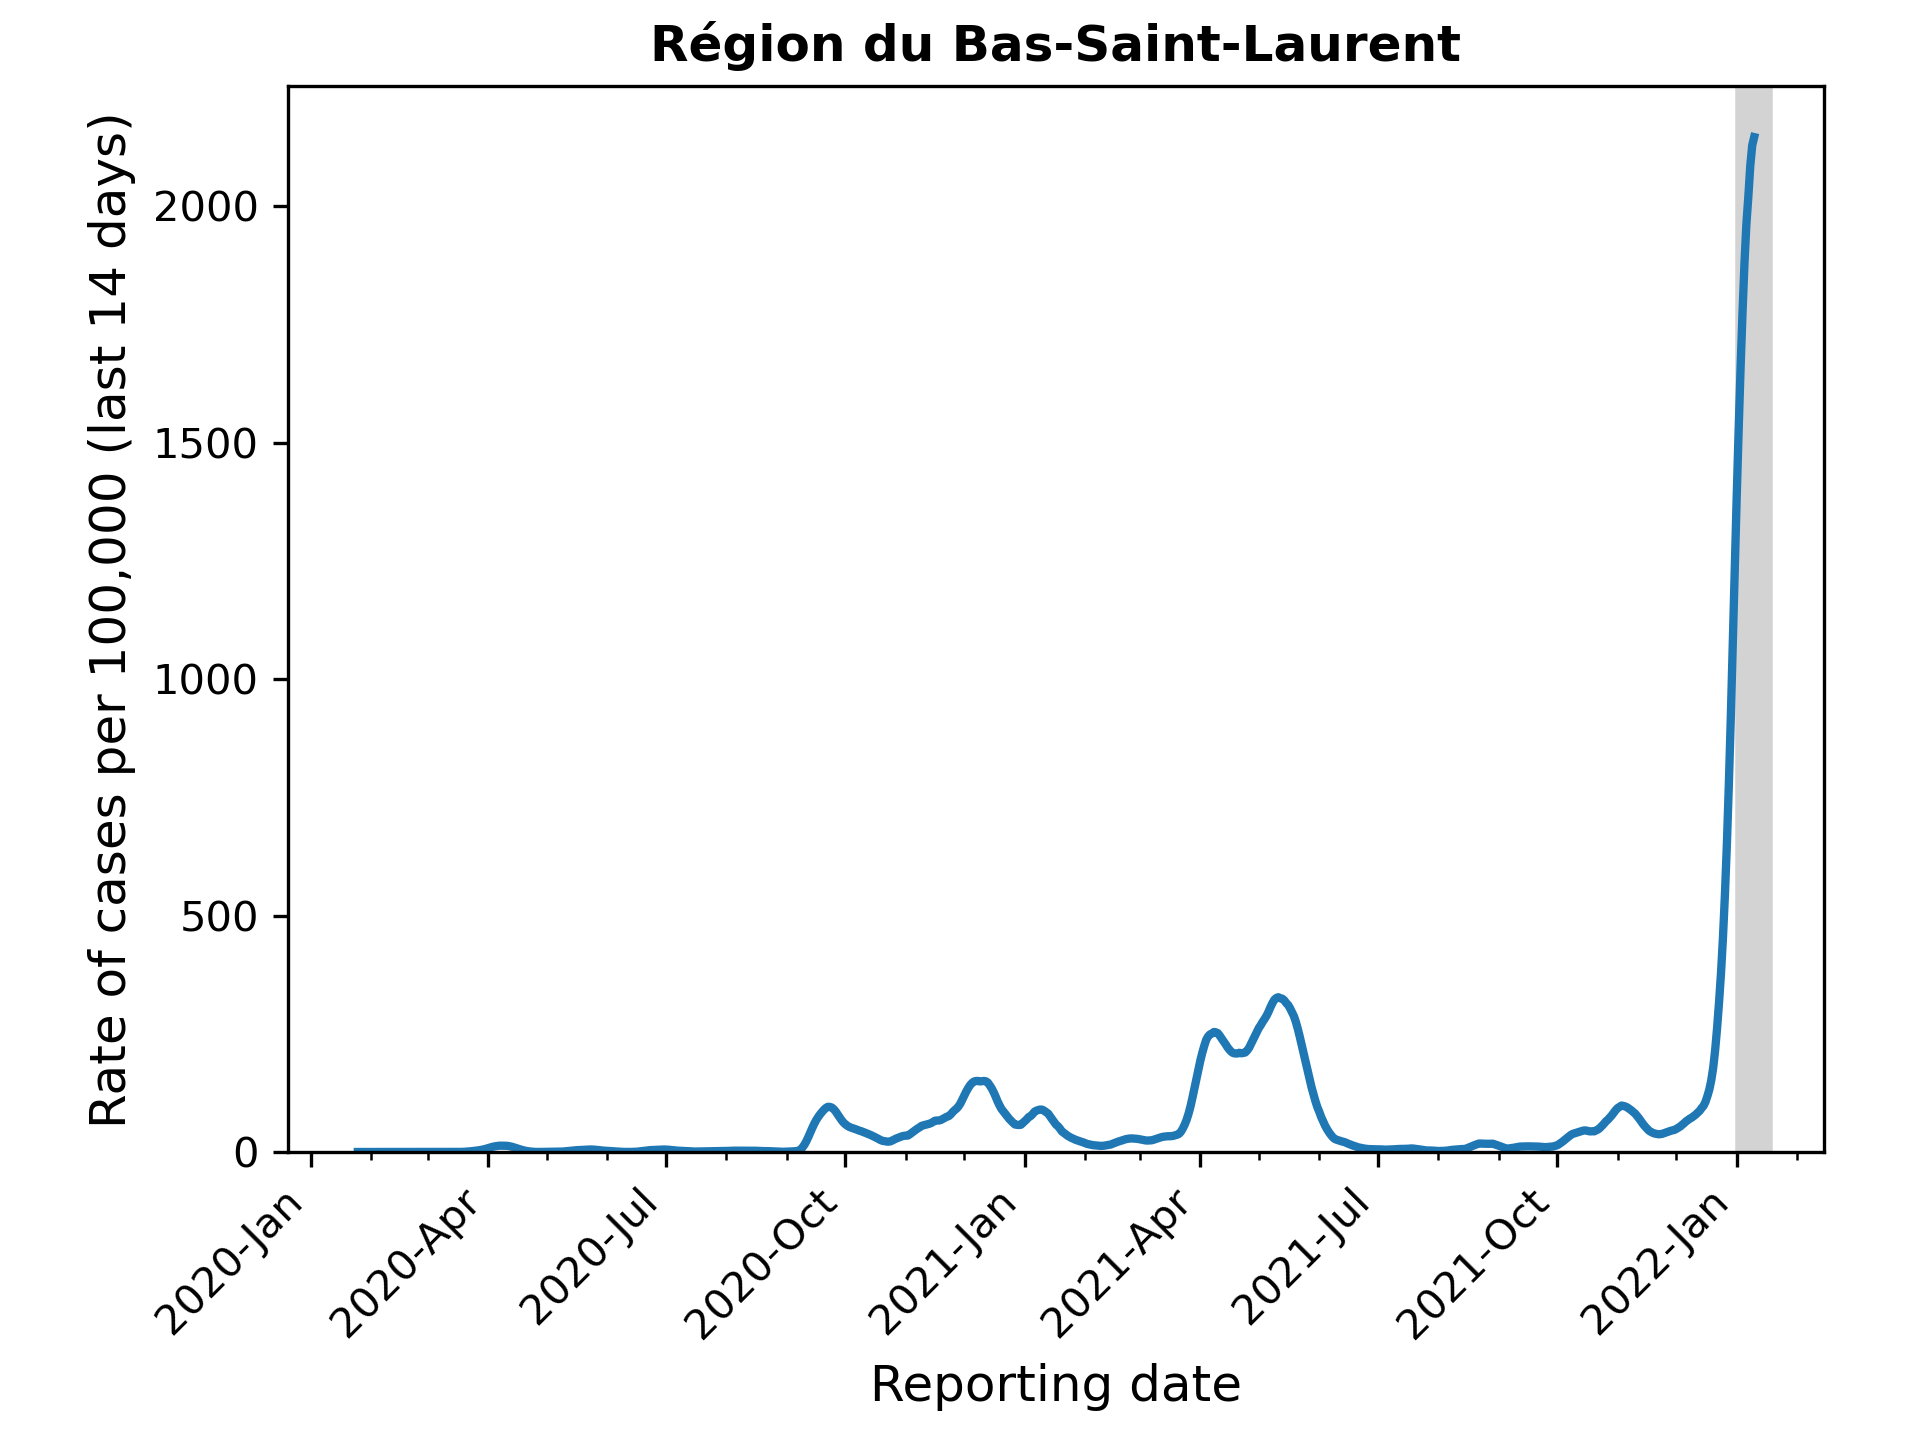 Région du Bas-Saint-Laurent
Rate of cases per 100,000 (last 14 days)
2000
1500
1000
500
0
2020-Jan
2020-Apr
2020-Jul
2020-Oct
2021-Jan
2021-Apr
2021-Jul
2021-Oct
2022-Jan
Reporting date